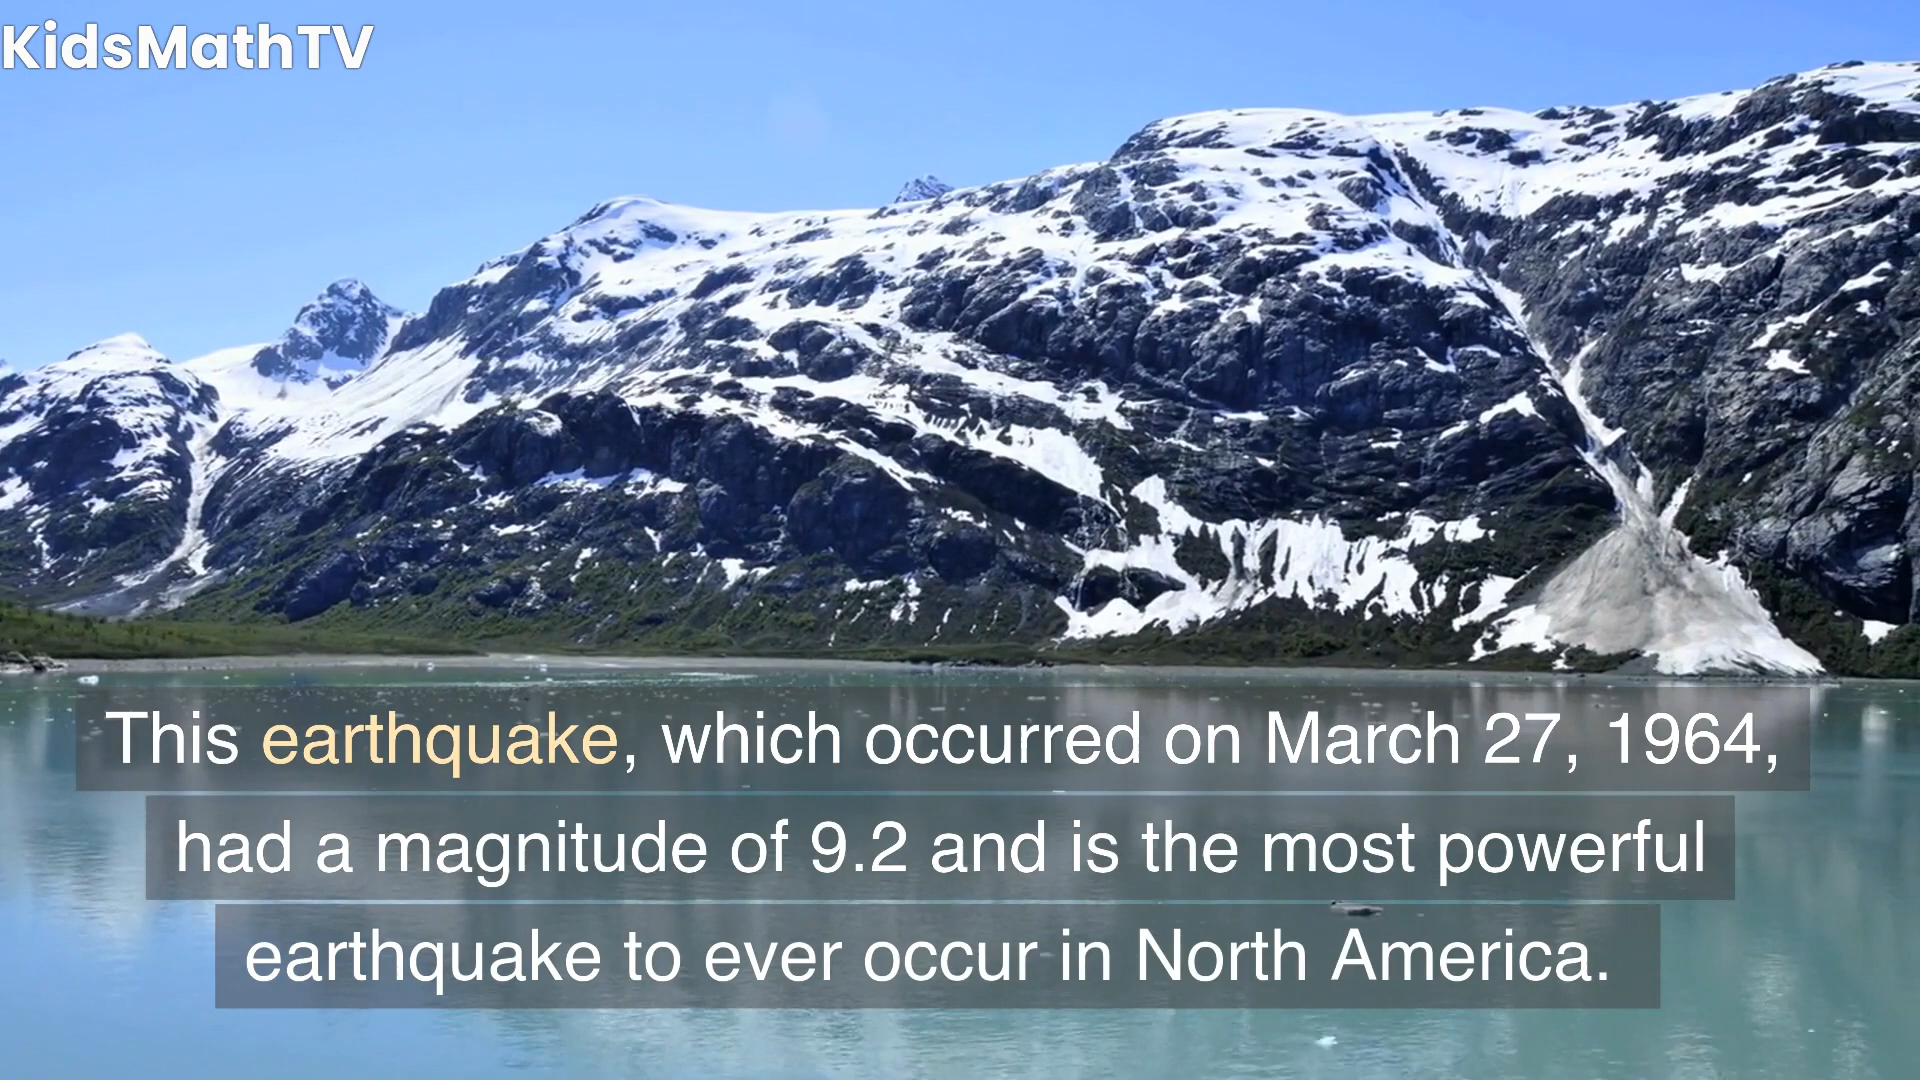 KidsMathTV
This earthquake, which occurred on March 27, 1964,
had a magnitude of 9.2 and is the most powerful
earthquake to ever occur in North America.